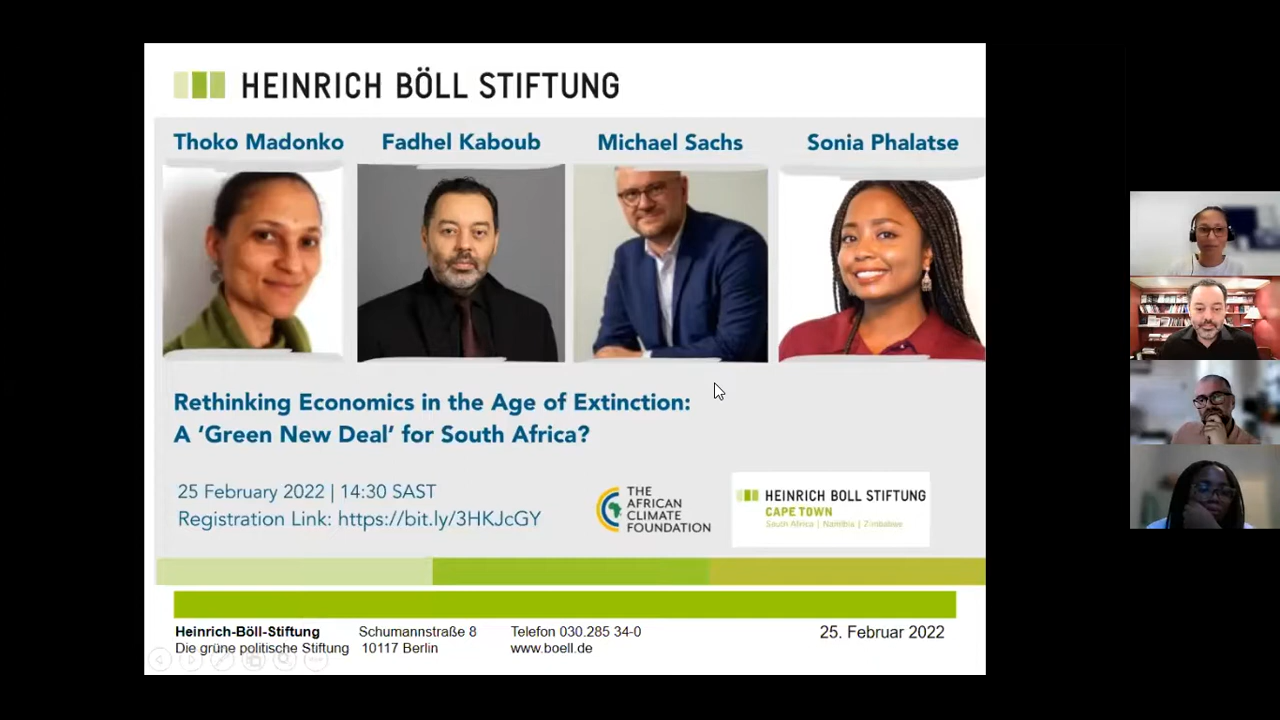 HEINRICH BÖLL STIFTUNG
Thoko Madonko
Fadhel Kaboub
Michael Sachs
Sonia Phalatse
Rethinking Economics in the Age of Extinction:
A ‘Green New Deal’ for South Africa?
25 February 2022 | 14:30 SAST
Registration Link: https://bit.ly/3HKJcGY
THE
AFRICAN
CLIMATE
FOUNDATION
HEINRICH BÖLL STIFTUNG
CAPE TOWN
South Africa | Namibia | Zimbabwe
Heinrich-Böll-Stiftung
Die grüne politische Stiftung
Schumannstraße 8
10117 Berlin
Telefon 030.285 34-0
www.boell.de
25. Februar 2022